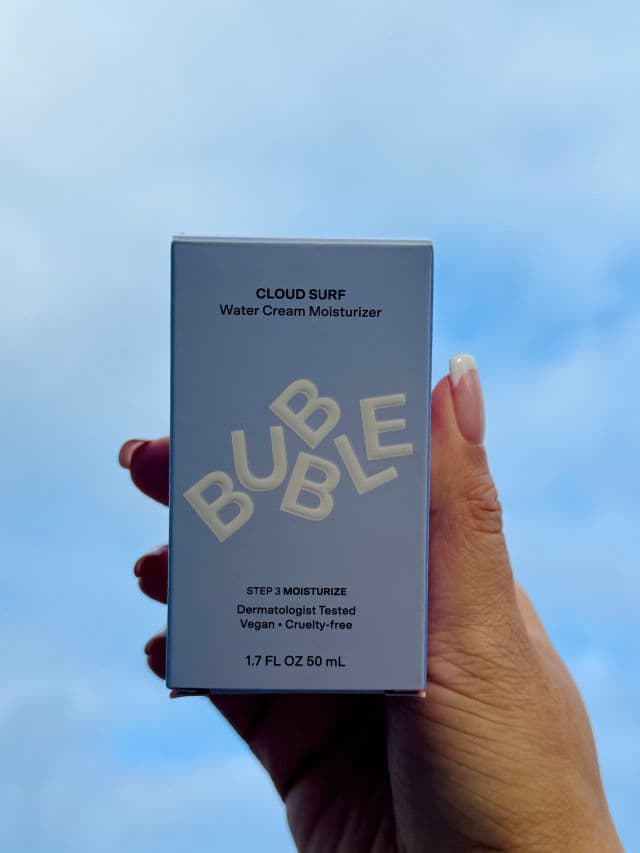 CLOUD SURF
Water Cream Moisturizer
BUBBLE
STEP 3 MOISTURIZE
Dermatologist Tested
Vegan • Cruelty-free
1.7 FL OZ 50 mL